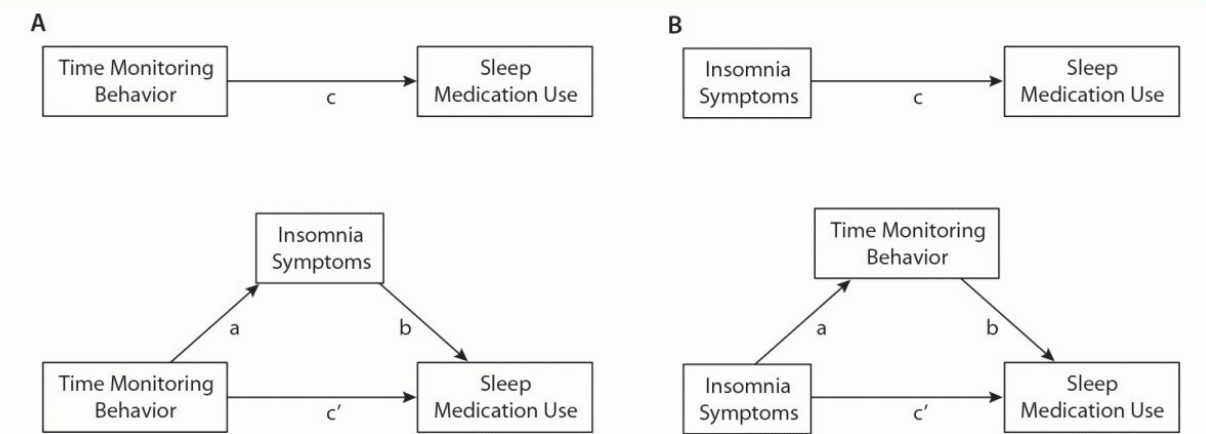 A
Time Monitoring
Behavior
c
Sleep
Medication Use
Insomnia
Symptoms
a
b
Time Monitoring
Behavior
c’
Sleep
Medication Use
B
Insomnia
Symptoms
c
Sleep
Medication Use
Time Monitoring
Behavior
a
b
Insomnia
Symptoms
c’
Sleep
Medication Use